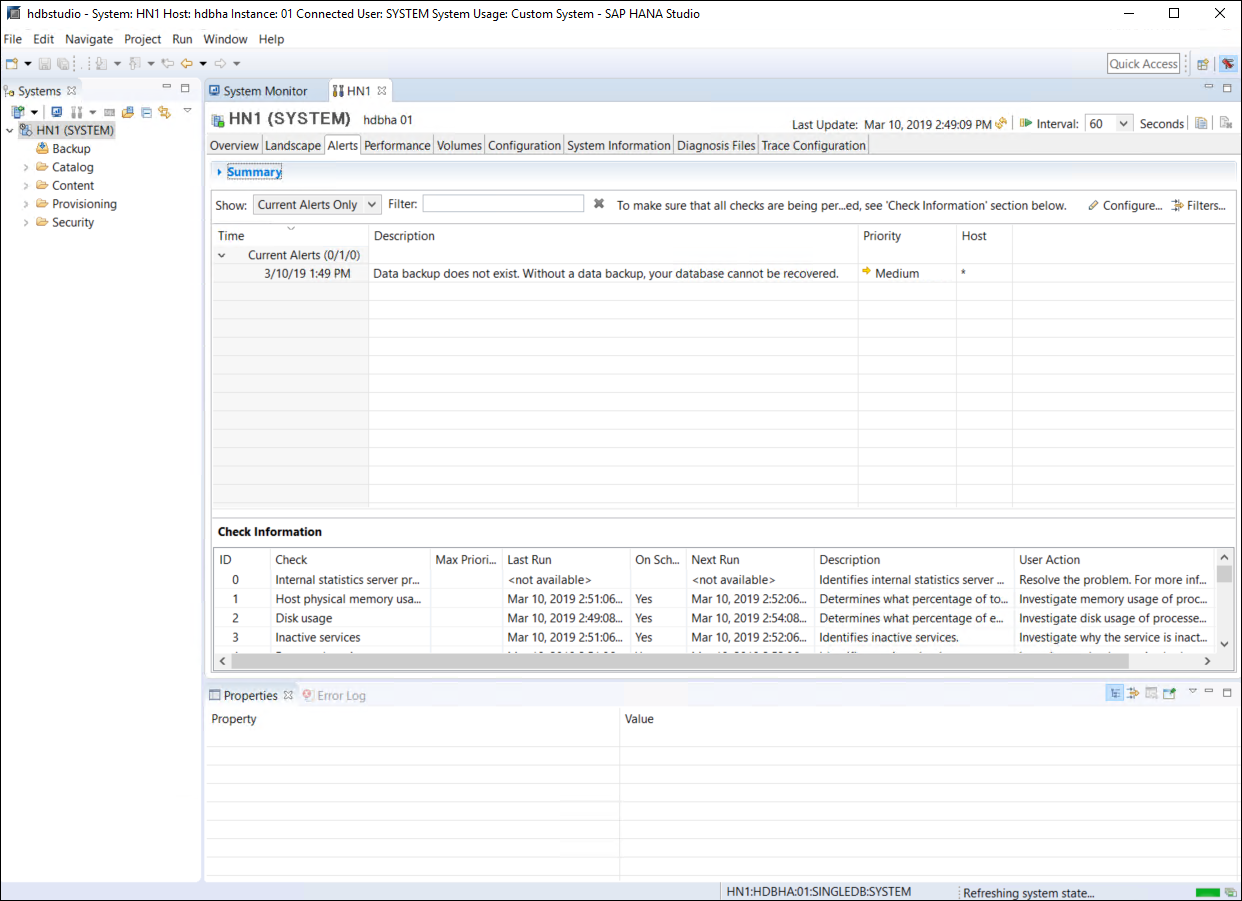 hdbstudio - System: HN1 Host: hdbha Instance: 01 Connected User: SYSTEM System Usage: Custom System - SAP HANA Studio
File Edit Navigate Project Run Window Help
Quick Access
Systems
System Monitor
HN1
HN1 (SYSTEM)
Backup
Catalog
Content
Provisioning
Security
HN1 (SYSTEM) hdbha 01
Last Update: Mar 10, 2019 2:49:09 PM Interval: 60 Seconds
Overview Landscape Alerts Performance Volumes Configuration System Information Diagnosis Files Trace Configuration
Summary
Show: Current Alerts Only Filter: To make sure that all checks are being per...ed, see 'Check Information' section below. Configure... Filters...
Time Description Priority Host
Current Alerts (0/1/0)
3/10/19 1:49 PM Data backup does not exist. Without a data backup, your database cannot be recovered. Medium *
Check Information
ID Check Max Priori... Last Run On Sch... Next Run Description User Action
0 Internal statistics server pr... <not available> <not available> Identifies internal statistics server ... Resolve the problem. For more inf...
1 Host physical memory usa... Mar 10, 2019 2:51:06... Yes Mar 10, 2019 2:52:06... Determines what percentage of to... Investigate memory usage of proc...
2 Disk usage Mar 10, 2019 2:49:08... Yes Mar 10, 2019 2:54:08... Determines what percentage of e... Investigate disk usage of processe...
3 Inactive services Mar 10, 2019 2:51:06... Yes Mar 10, 2019 2:52:06... Identifies inactive services. Investigate why the service is inact...
Properties Error Log
Property Value
HN1:HDBHA:01:SINGLEDB:SYSTEM Refreshing system state...